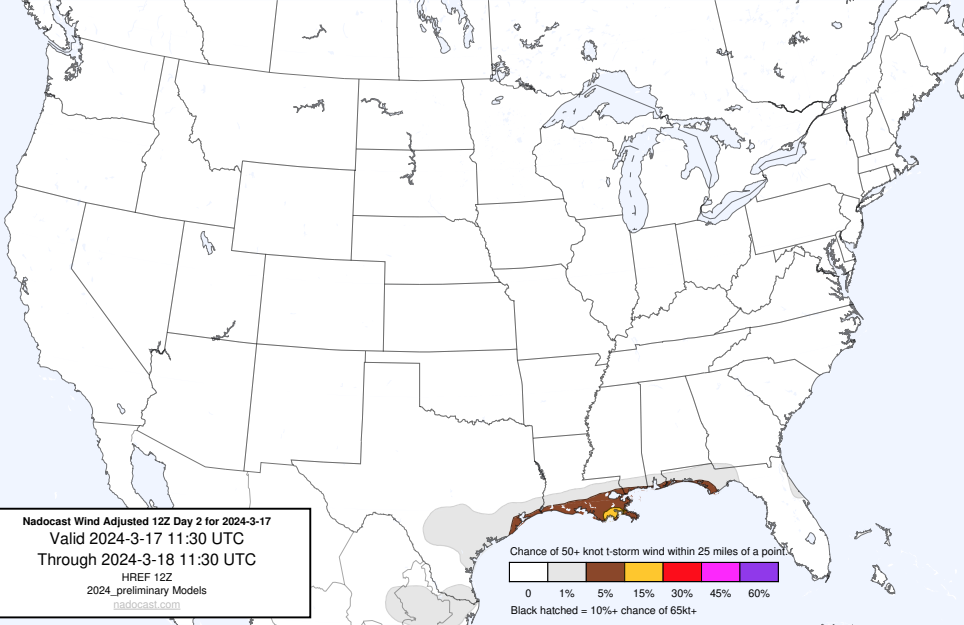 Nadocast Wind Adjusted 12Z Day 2 for 2024-3-17
Valid 2024-3-17 11:30 UTC
Through 2024-3-18 11:30 UTC
HREF 12Z
2024_preliminary Models
nadocast.com
Chance of 50+ knot t-storm wind within 25 miles of a point.
0 1% 5% 15% 30% 45% 60%
Black hatched = 10%+ chance of 65kt+